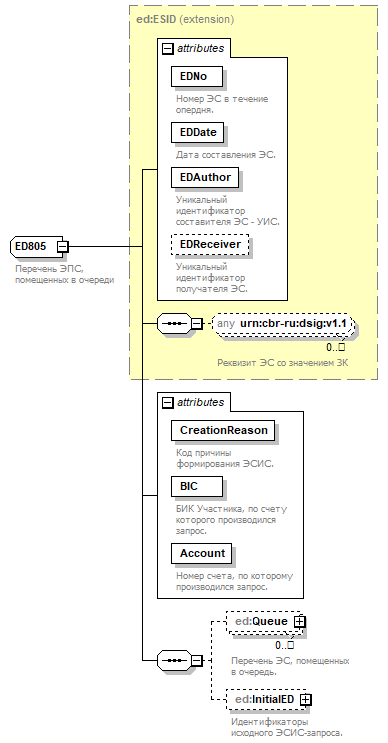 ed:ESID (extension)
attributes
EDNo
Номер ЭС в течение
опердня.
EDDate
Дата составления ЭС.
EDAuthor
Уникальный
идентификатор
составителя ЭС - УИС.
EDReceiver
Уникальный
идентификатор
получателя ЭС.
ED805
Перечень ЭПС,
помещенных в очереди
any urn:cbr-ru:dsig:v1.1
0..
Реквизит ЭС со значением ЗК
attributes
CreationReason
Код причины
формирования ЭСИС.
BIC
БИК Участника, по счету
которого производился
запрос.
Account
Номер счета, по которому
производился запрос.
ed:Queue
0..
Перечень ЭС, помещенных
в очередь.
ed:InitialED
Идентификаторы
исходного ЭСИС-запроса.